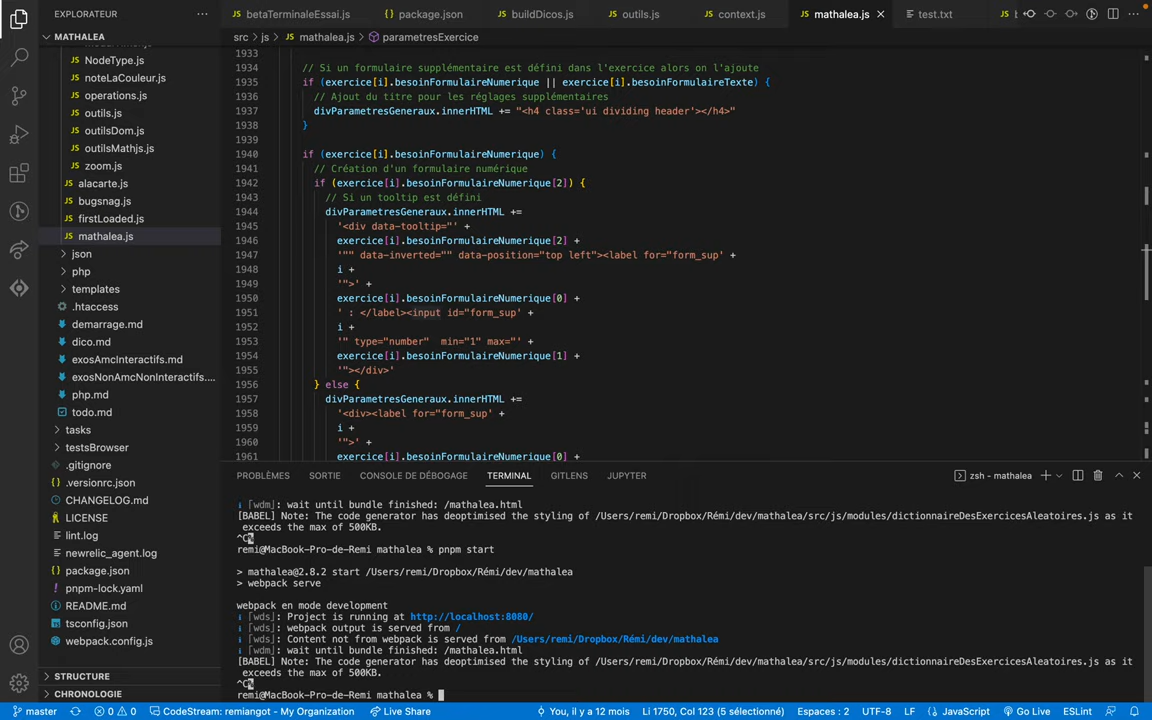 EXPLORATEUR
betaTerminaleEssai.js
package.json
buildDicos.js
outils.js
context.js
mathalea.js
test.txt
MATHALEA
src > js > mathalea.js > parametresExercice
NodeType.js
noteLaCouleur.js
operations.js
outils.js
outilsDom.js
outilsMathjs.js
zoom.js
alacarte.js
bugsnag.js
firstLoaded.js
mathalea.js
json
php
templates
.htaccess
demarrage.md
dico.md
exosAmcInteractifs.md
exosNonAmcNonInteractifs....
php.md
todo.md
tasks
testsBrowser
.gitignore
.versionrc.json
CHANGELOG.md
LICENSE
lint.log
newrelic_agent.log
package.json
pnpm-lock.yaml
README.md
tsconfig.json
webpack.config.js
STRUCTURE
CHRONOLOGIE
1933
1934 // Si un formulaire supplémentaire est défini dans l'exercice alors on l'ajoute
1935 if (exercice[i].besoinFormulaireNumerique || exercice[i].besoinFormulaireTexte) {
1936 // Ajout du titre pour les réglages supplémentaires
1937 divParametresGeneraux.innerHTML += "<h4 class='ui dividing header'></h4>"
1938 }
1939
1940 if (exercice[i].besoinFormulaireNumerique) {
1941 // Création d'un formulaire numérique
1942 if (exercice[i].besoinFormulaireNumerique[2]) {
1943 // Si un tooltip est défini
1944 divParametresGeneraux.innerHTML +=
1945 '<div data-tooltip="' +
1946 exercice[i].besoinFormulaireNumerique[2] +
1947 '"" data-inverted="" data-position="top left"><label for="form_sup' +
1948 i +
1949 '">' +
1950 exercice[i].besoinFormulaireNumerique[0] +
1951 ' : </label><input id="form_sup' +
1952 i +
1953 '" type="number"  min="1" max="' +
1954 exercice[i].besoinFormulaireNumerique[1] +
1955 '"></div>'
1956 } else {
1957 divParametresGeneraux.innerHTML +=
1958 '<div><label for="form_sup' +
1959 i +
1960 '">' +
1961 exercice[i].besoinFormulaireNumerique[0] +
PROBLÈMES SORTIE CONSOLE DE DÉBOGAGE TERMINAL GITLENS JUPYTER
zsh - mathalea
ℹ ｢wdm｣: wait until bundle finished: /mathalea.html
[BABEL] Note: The code generator has deoptimised the styling of /Users/remi/Dropbox/Rémi/dev/mathalea/src/js/modules/dictionnaireDesExercicesAleatoires.js as it
exceeds the max of 500KB.
^C%
remi@MacBook-Pro-de-Remi mathalea % pnpm start
> mathalea@2.8.2 start /Users/remi/Dropbox/Rémi/dev/mathalea
> webpack serve
webpack en mode development
ℹ ｢wds｣: Project is running at http://localhost:8080/
ℹ ｢wds｣: webpack output is served from /
ℹ ｢wds｣: Content not from webpack is served from /Users/remi/Dropbox/Rémi/dev/mathalea
ℹ ｢wdm｣: wait until bundle finished: /mathalea.html
[BABEL] Note: The code generator has deoptimised the styling of /Users/remi/Dropbox/Rémi/dev/mathalea/src/js/modules/dictionnaireDesExercicesAleatoires.js as it
exceeds the max of 500KB.
^C%
remi@MacBook-Pro-de-Remi mathalea %
master 0 0 CodeStream: remiangot - My Organization Live Share You, il y a 12 mois Li 1750, Col 123 (5 sélectionné) Espaces : 2 UTF-8 LF JavaScript Go Live ESLint